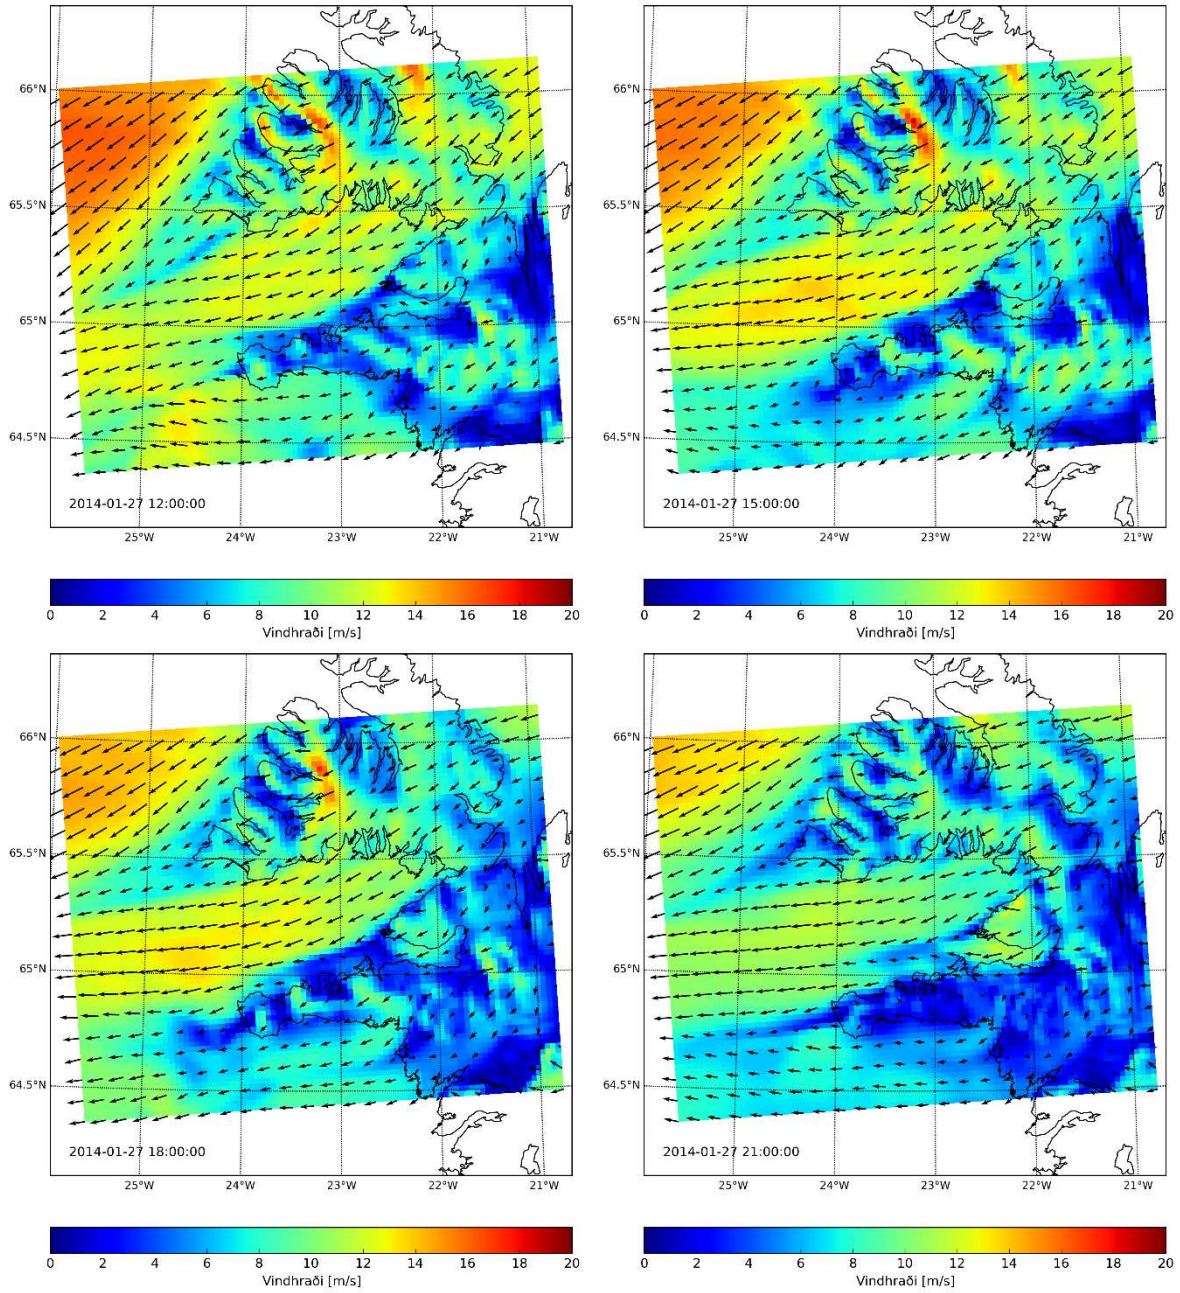 66°N
65.5°N
65°N
64.5°N
2014-01-27 12:00:00
25°W 24°W 23°W 22°W 21°W
0 2 4 6 8 10 12 14 16 18 20
Vindhraði [m/s]
66°N
65.5°N
65°N
64.5°N
2014-01-27 15:00:00
25°W 24°W 23°W 22°W 21°W
0 2 4 6 8 10 12 14 16 18 20
Vindhraði [m/s]
66°N
65.5°N
65°N
64.5°N
2014-01-27 18:00:00
25°W 24°W 23°W 22°W 21°W
0 2 4 6 8 10 12 14 16 18 20
Vindhraði [m/s]
66°N
65.5°N
65°N
64.5°N
2014-01-27 21:00:00
25°W 24°W 23°W 22°W 21°W
0 2 4 6 8 10 12 14 16 18 20
Vindhraði [m/s]